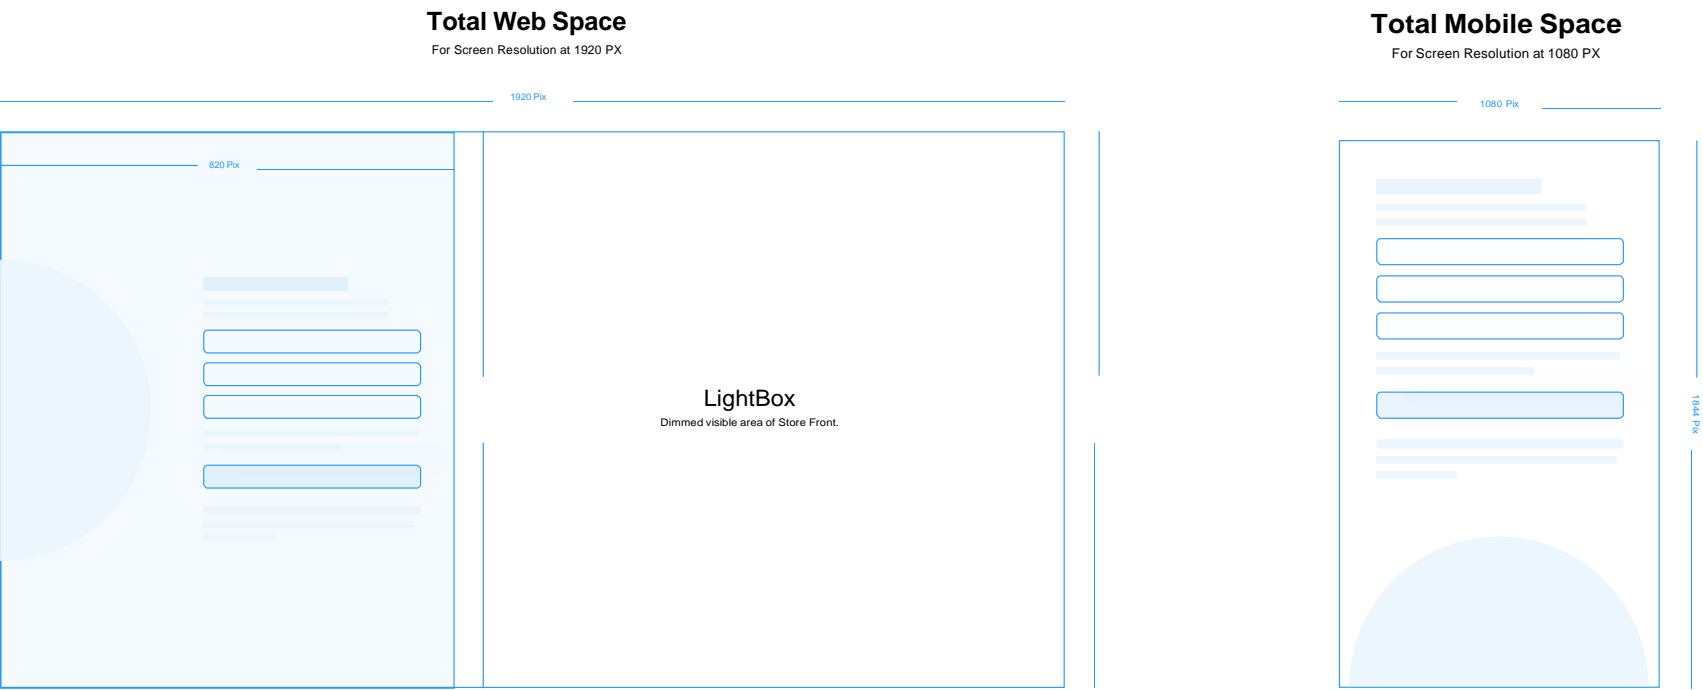 Total Web Space
For Screen Resolution at 1920 PX
1920 Pix
820 Pix
LightBox
Dimmed visible area of Store Front.
Total Mobile Space
For Screen Resolution at 1080 PX
1080 Pix
1844 Pix